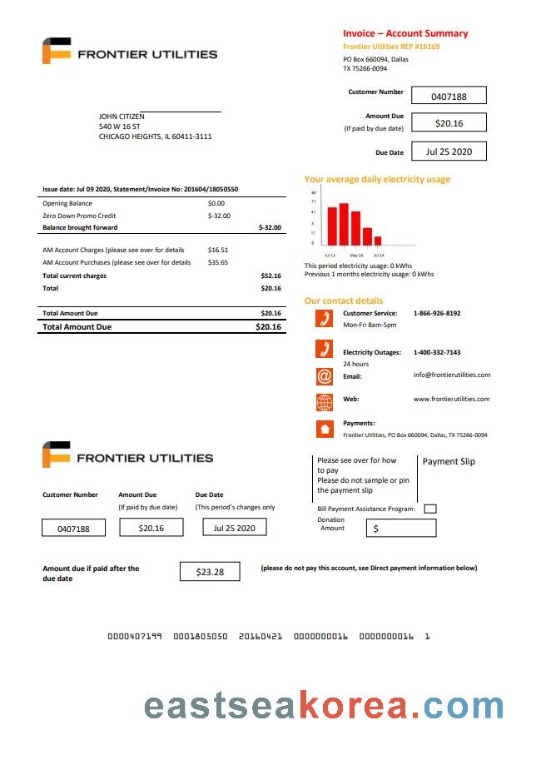 FRONTIER UTILITIES
Invoice – Account Summary
Frontier Utilities REP #16169
PO Box 660094, Dallas
TX 75266-0094
Customer Number
0407188
Amount Due
(If paid by due date)
$20.16
Due Date
Jul 25 2020
JOHN CITIZEN
540 W 16 ST
CHICAGO HEIGHTS, IL 60411-3111
Issue date: Jul 09 2020, Statement/Invoice No: 201604/18050550
Opening Balance $0.00
Zero Down Promo Credit $-32.00
Balance brought forward $-32.00
AM Account Charges (please see over for details $16.51
AM Account Purchases (please see over for details $35.65
Total current charges $52.16
Total $20.16
Total Amount Due $20.16
Total Amount Due $20.16
Your average daily electricity usage
This period electricity usage: 0 kWhs
Previous 1 months electricity usage: 0 kWhs
Our contact details
Customer Service: 1-866-926-8192
Mon-Fri 8am-5pm
Electricity Outages: 1-400-332-7143
24 hours
Email: info@frontierutilities.com
Web: www.frontierutilities.com
Payments:
Frontier Utilities, PO Box 660094, Dallas, TX 75266-0094
FRONTIER UTILITIES
Please see over for how
to pay
Please do not sample or pin
the payment slip
Payment Slip
Bill Payment Assistance Program:
Donation
Amount
$
Customer Number
0407188
Amount Due
(If paid by due date)
$20.16
Due Date
(This period's changes only
Jul 25 2020
Amount due if paid after the
due date
$23.28
(please do not pay this account, see Direct payment information below)
0000407199 0001805050 20160421 0000000016 0000000016 1
eastseakorea.com